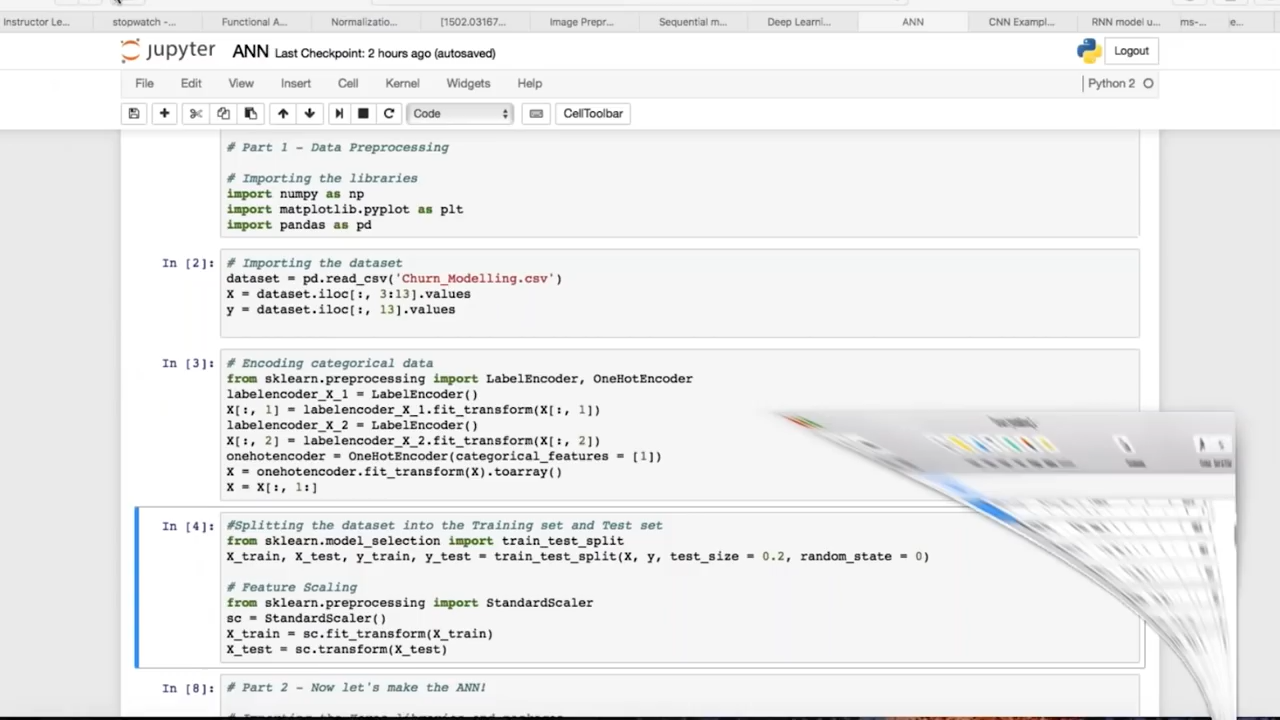 Instructor Le...
stopwatch -...
Functional A...
Normalizatio...
[1502.03167...
Image Prepr...
Sequential m...
Deep Learni...
ANN
CNN Exampl...
RNN model u...
ms-...
e...
jupyter ANN Last Checkpoint: 2 hours ago (autosaved)
Logout
File Edit View Insert Cell Kernel Widgets Help
Python 2
Code
CellToolbar
# Part 1 - Data Preprocessing
# Importing the libraries
import numpy as np
import matplotlib.pyplot as plt
import pandas as pd
In [2]:
# Importing the dataset
dataset = pd.read_csv('Churn_Modelling.csv')
X = dataset.iloc[:, 3:13].values
y = dataset.iloc[:, 13].values
In [3]:
# Encoding categorical data
from sklearn.preprocessing import LabelEncoder, OneHotEncoder
labelencoder_X_1 = LabelEncoder()
X[:, 1] = labelencoder_X_1.fit_transform(X[:, 1])
labelencoder_X_2 = LabelEncoder()
X[:, 2] = labelencoder_X_2.fit_transform(X[:, 2])
onehotencoder = OneHotEncoder(categorical_features = [1])
X = onehotencoder.fit_transform(X).toarray()
X = X[:, 1:]
In [4]:
#Splitting the dataset into the Training set and Test set
from sklearn.model_selection import train_test_split
X_train, X_test, y_train, y_test = train_test_split(X, y, test_size = 0.2, random_state = 0)
# Feature Scaling
from sklearn.preprocessing import StandardScaler
sc = StandardScaler()
X_train = sc.fit_transform(X_train)
X_test = sc.transform(X_test)
In [8]:
# Part 2 - Now let's make the ANN!